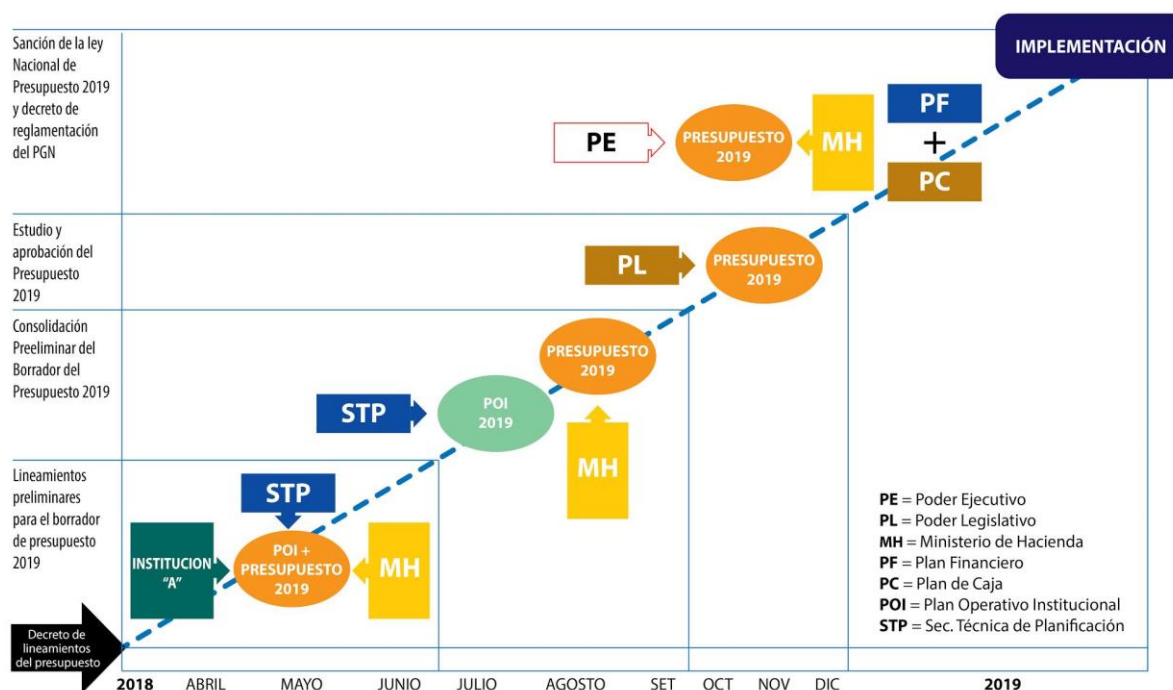 Sanción de la ley
Nacional de
Presupuesto 2019
y decreto de
reglamentación
del PGN
IMPLEMENTACIÓN
PE
PRESUPUESTO
2019
MH
PF
+
PC
Estudio y
aprobación del
Presupuesto
2019
PL
PRESUPUESTO
2019
Consolidación
Preeliminar del
Borrador del
Presupuesto 2019
PRESUPUESTO
2019
STP
POI
2019
MH
Lineamientos
preliminares
para el borrador
de presupuesto
2019
STP
INSTITUCION
"A"
POI +
PRESUPUESTO
2019
MH
PE = Poder Ejecutivo
PL = Poder Legislativo
MH = Ministerio de Hacienda
PF = Plan Financiero
PC = Plan de Caja
POI = Plan Operativo Institucional
STP = Sec. Técnica de Planificación
Decreto de
lineamientos
del presupuesto
2018 ABRIL MAYO JUNIO JULIO AGOSTO SET OCT NOV DIC 2019